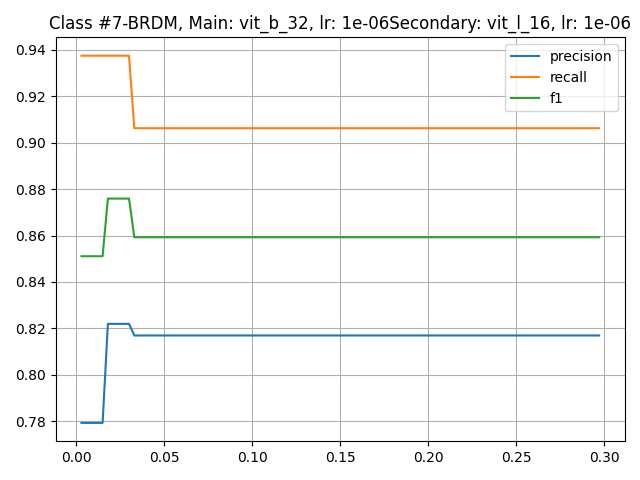 Class #7-BRDM, Main: vit_b_32, lr: 1e-06Secondary: vit_l_16, lr: 1e-06
precision
recall
f1
0.94
0.92
0.90
0.88
0.86
0.84
0.82
0.80
0.78
0.00 0.05 0.10 0.15 0.20 0.25 0.30